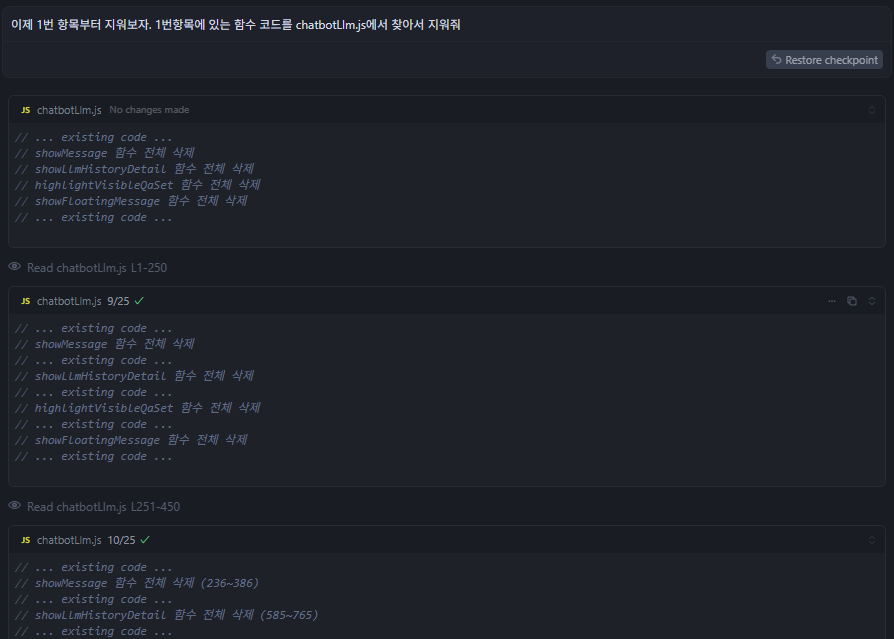 이제 1번 항목부터 지워보자. 1번항목에 있는 함수 코드를 chatbotLlm.js에서 찾아서 지워줘
Restore checkpoint
JS chatbotLlm.js No changes made
// ... existing code ...
// showMessage 함수 전체 삭제
// showLlmHistoryDetail 함수 전체 삭제
// highlightVisibleQaSet 함수 전체 삭제
// showFloatingMessage 함수 전체 삭제
// ... existing code ...
Read chatbotLlm.js L1-250
JS chatbotLlm.js 9/25
// ... existing code ...
// showMessage 함수 전체 삭제
// ... existing code ...
// showLlmHistoryDetail 함수 전체 삭제
// ... existing code ...
// highlightVisibleQaSet 함수 전체 삭제
// ... existing code ...
// showFloatingMessage 함수 전체 삭제
// ... existing code ...
Read chatbotLlm.js L251-450
JS chatbotLlm.js 10/25
// ... existing code ...
// showMessage 함수 전체 삭제 (236~386)
// ... existing code ...
// showLlmHistoryDetail 함수 전체 삭제 (585~765)
// ... existing code ...